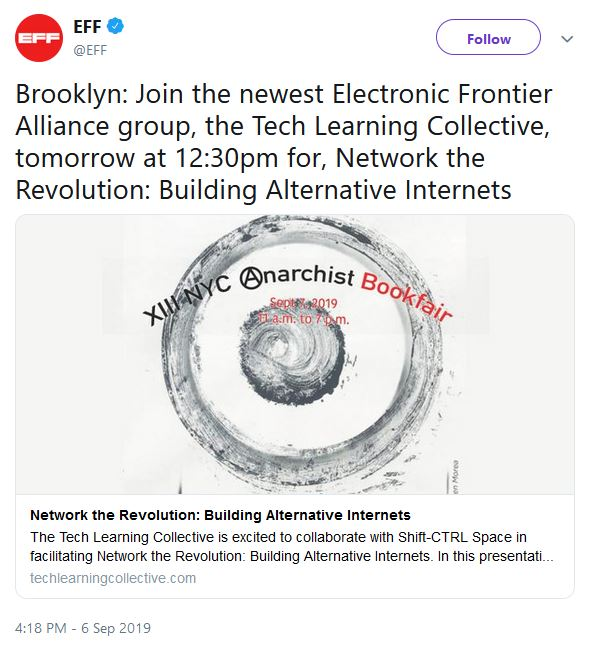 EFF
EFF
@EFF
Follow
Brooklyn: Join the newest Electronic Frontier
Alliance group, the Tech Learning Collective,
tomorrow at 12:30pm for, Network the
Revolution: Building Alternative Internets
XIII NYC Anarchist Bookfair
Sept 7, 2019
11 a.m. to 7 p.m.
en Morea
Network the Revolution: Building Alternative Internets
The Tech Learning Collective is excited to collaborate with Shift-CTRL Space in
facilitating Network the Revolution: Building Alternative Internets. In this presentati...
techlearningcollective.com
4:18 PM - 6 Sep 2019